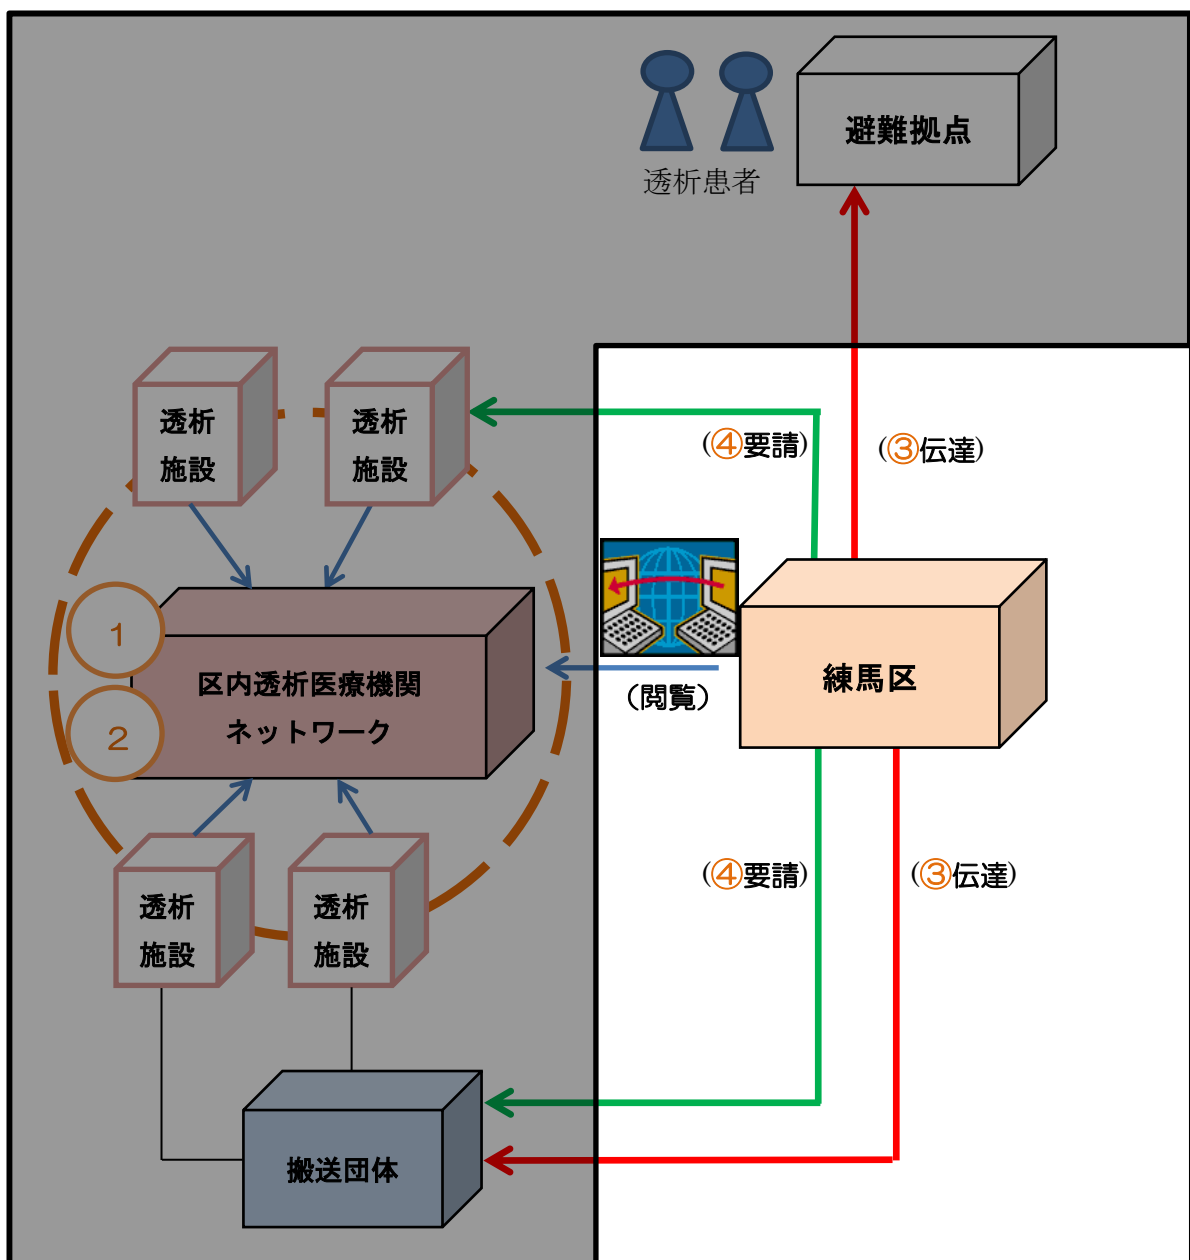 避難拠点
透析患者
透析
施設
透析
施設
(④要請)
(③伝達)
1
2
区内透析医療機関
ネットワーク
(閲覧)
練馬区
透析
施設
透析
施設
(④要請)
(③伝達)
搬送団体